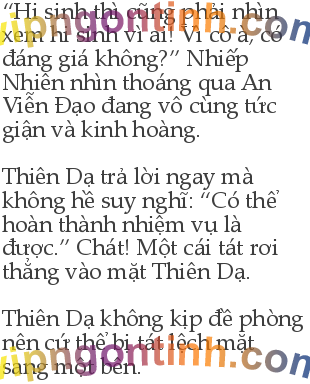 “Hi sinh thì cũng phải nhìn
xem hi sinh vì ai! Vì cô ả, có
đáng giá không?” Nhiếp
Nhiên nhìn thoáng qua An
Viễn Đạo đang vô cùng tức
giận và kinh hoàng.
Thiên Dạ trả lời ngay mà
không hề suy nghĩ: “Có thể
hoàn thành nhiệm vụ là
được.” Chát! Một cái tát rơi
thẳng vào mặt Thiên Dạ.
Thiên Dạ không kịp đề phòng
nên cứ thế bị tát lệch mặt
sang một bên.
vipngontinh.com
vipngontinh.com